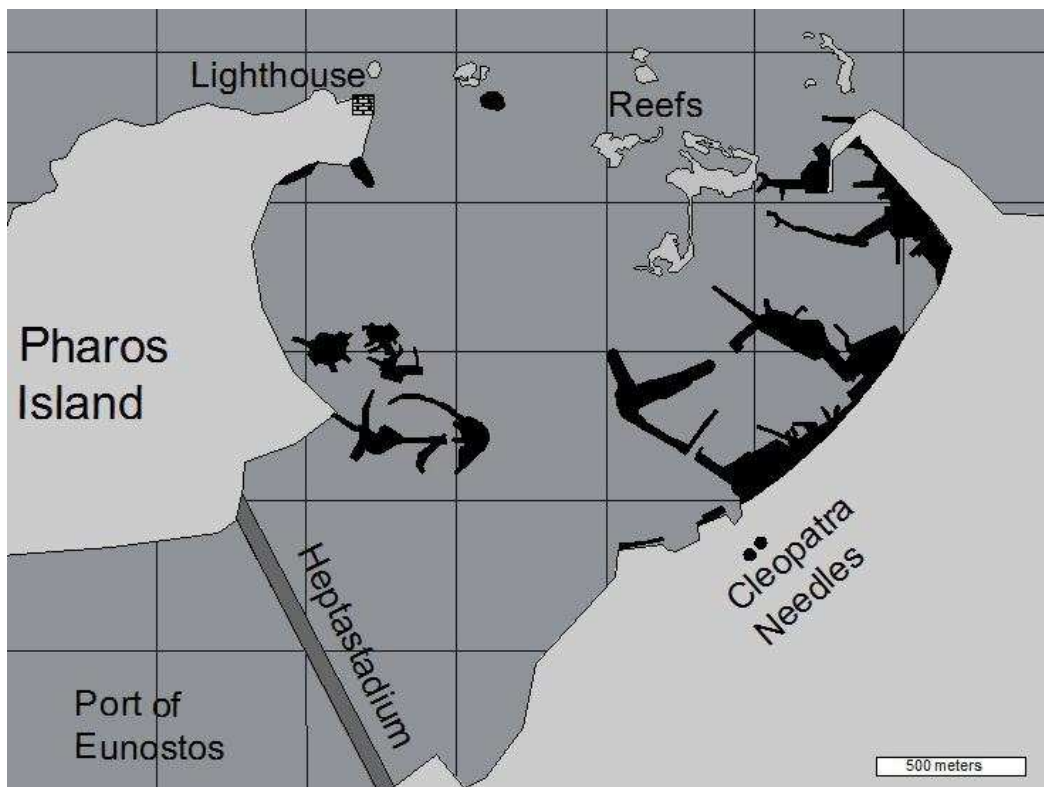 Lighthouse
Reefs
Pharos
Island
Heptastadium
Cleopatra
Needles
Port of
Eunostos
500 meters